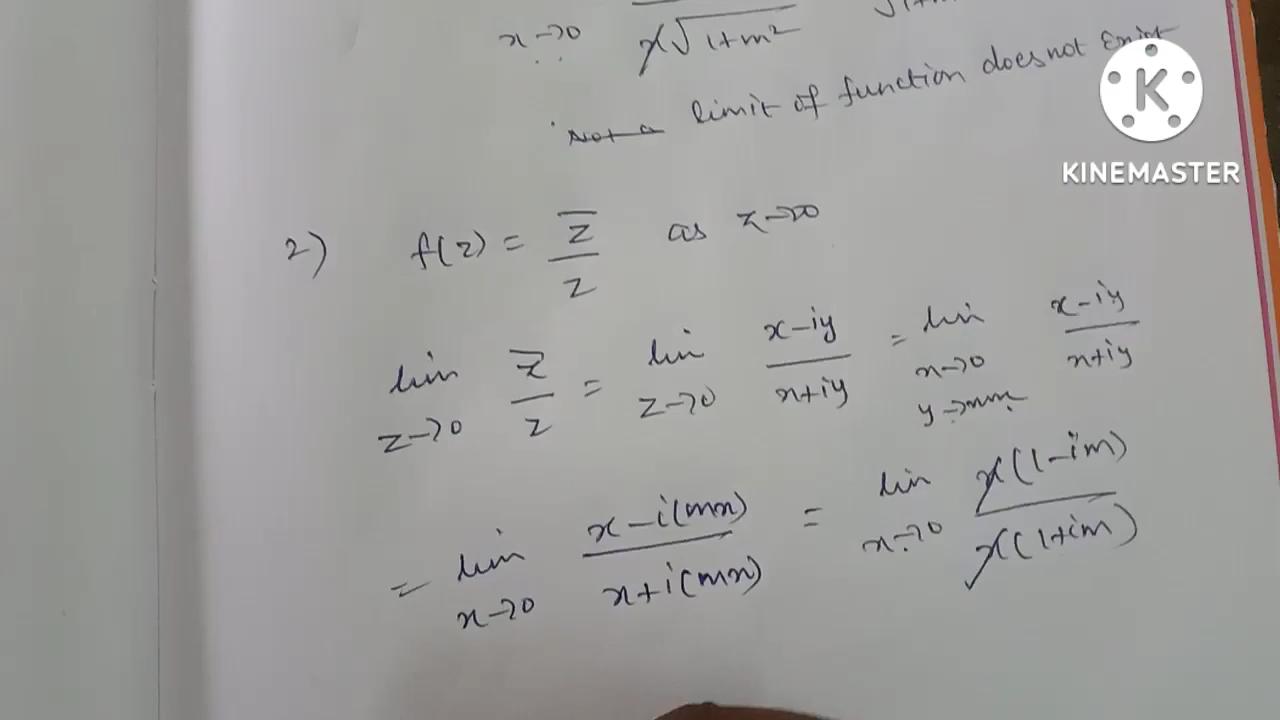 x→0 x√1+m²
Not a limit of function does not exist
K
KINEMASTER
2) f(z) = z̅/z as z→0
lim z→0 z̅/z = lim z→0 x-iy/x+iy = lim x→0 y→mx x-iy/x+iy
= lim x→0 x-i(mx)/x+i(mx) = lim x→0 x(1-im)/x(1+im)